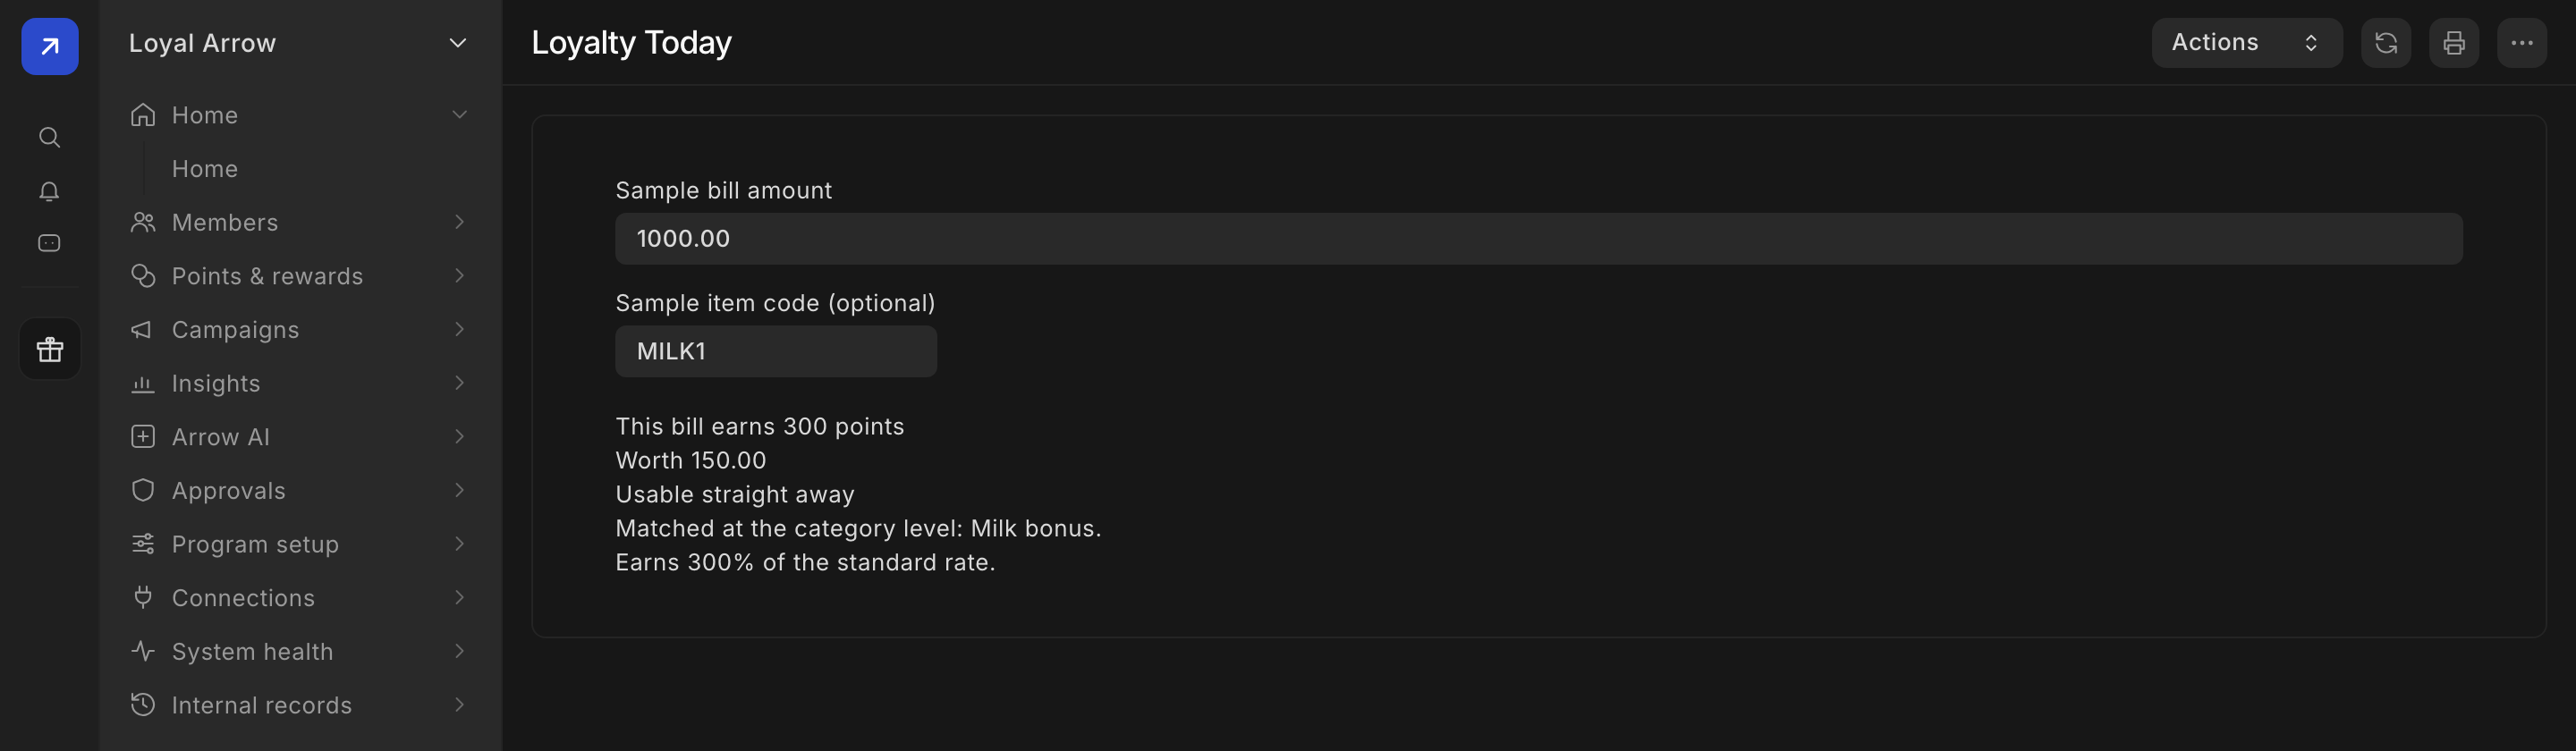 Loyal Arrow
Home
Home
Members
Points & rewards
Campaigns
Insights
Arrow AI
Approvals
Program setup
Connections
System health
Internal records
Loyalty Today
Actions
Sample bill amount
1000.00
Sample item code (optional)
MILK1
This bill earns 300 points
Worth 150.00
Usable straight away
Matched at the category level: Milk bonus.
Earns 300% of the standard rate.